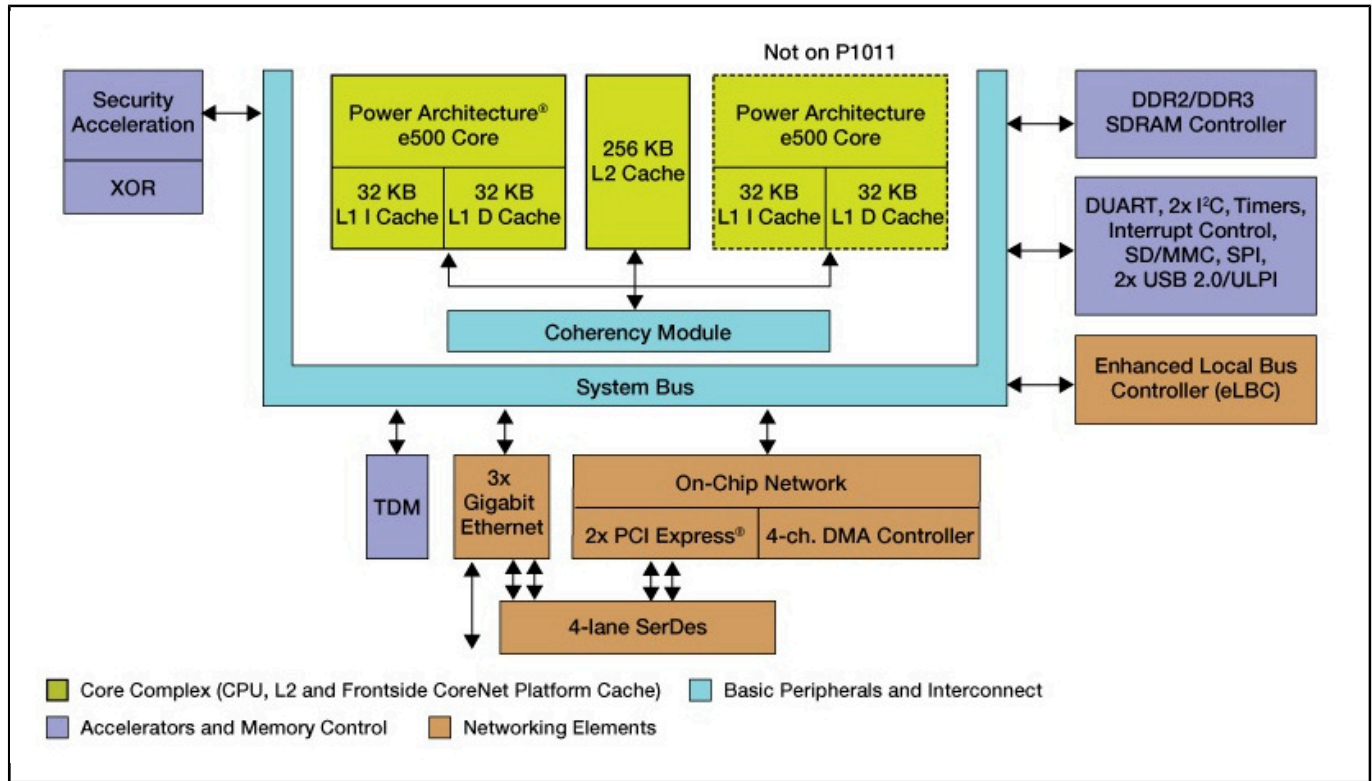 Not on P1011
Security
Acceleration
XOR
Power Architecture®
e500 Core
32 KB
L1 I Cache
32 KB
L1 D Cache
256 KB
L2 Cache
Power Architecture
e500 Core
32 KB
L1 I Cache
32 KB
L1 D Cache
DDR2/DDR3
SDRAM Controller
DUART, 2x I²C, Timers,
Interrupt Control,
SD/MMC, SPI,
2x USB 2.0/ULPI
Coherency Module
System Bus
Enhanced Local Bus
Controller (eLBC)
TDM
3x
Gigabit
Ethernet
On-Chip Network
2x PCI Express®
4-ch. DMA Controller
4-lane SerDes
Core Complex (CPU, L2 and Frontside CoreNet Platform Cache)
Basic Peripherals and Interconnect
Accelerators and Memory Control
Networking Elements